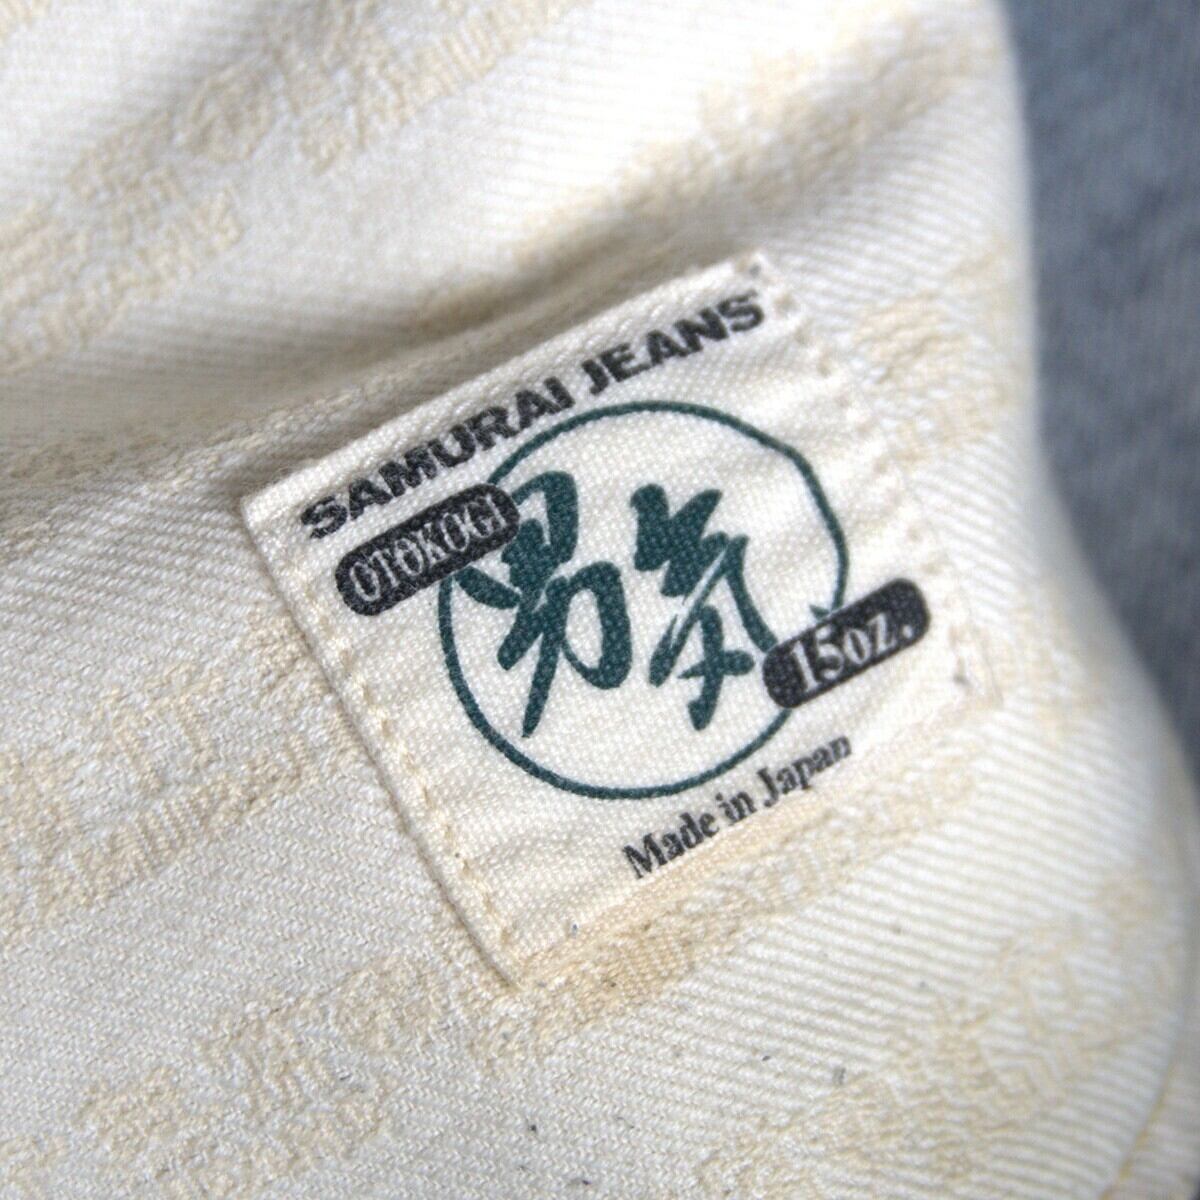 SAMURAI JEANS
OTOKOGI
男気
15oz.
Made in Japan